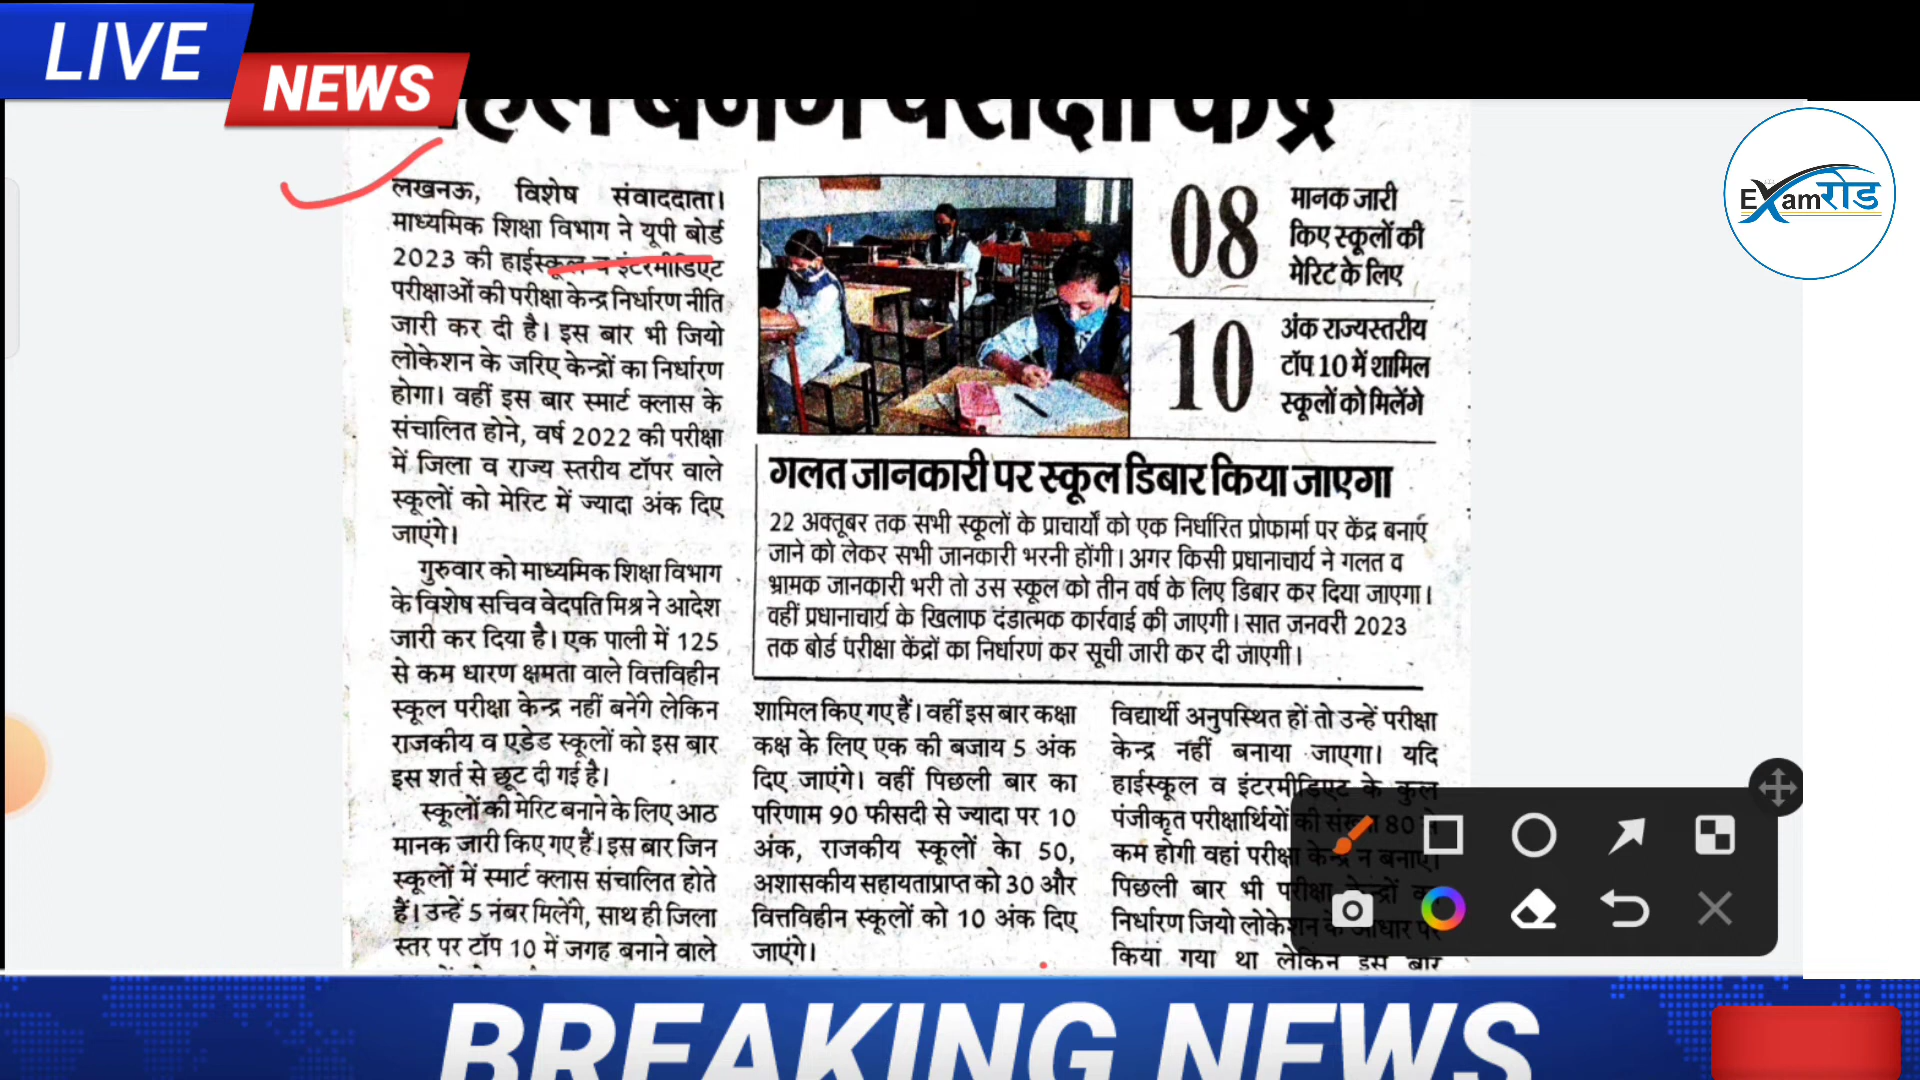 LIVE
NEWS
परीक्षा केंद्र
Examरोड
लखनऊ, विशेष संवाददाता।
माध्यमिक शिक्षा विभाग ने यूपी बोर्ड
2023 की हाईस्कूल व इंटरमीडिएट
परीक्षाओं की परीक्षा केन्द्र निर्धारण नीति
जारी कर दी है। इस बार भी जियो
लोकेशन के जरिए केन्द्रों का निर्धारण
होगा। वहीं इस बार स्मार्ट क्लास के
संचालित होने, वर्ष 2022 की परीक्षा
में जिला व राज्य स्तरीय टॉपर वाले
स्कूलों को मेरिट में ज्यादा अंक दिए
जाएंगे।
गुरुवार को माध्यमिक शिक्षा विभाग
के विशेष सचिव वेदपति मिश्र ने आदेश
जारी कर दिया है। एक पाली में 125
से कम धारण क्षमता वाले वित्तविहीन
स्कूल परीक्षा केन्द्र नहीं बनेंगे लेकिन
राजकीय व एडेड स्कूलों को इस बार
इस शर्त से छूट दी गई है।
स्कूलों की मेरिट बनाने के लिए आठ
मानक जारी किए गए हैं। इस बार जिन
स्कूलों में स्मार्ट क्लास संचालित होते
हैं। उन्हें 5 नंबर मिलेंगे, साथ ही जिला
स्तर पर टॉप 10 में जगह बनाने वाले
08 मानक जारी
किए स्कूलों की
मेरिट के लिए
10 अंक राज्यस्तरीय
टॉप 10 में शामिल
स्कूलों को मिलेंगे
गलत जानकारी पर स्कूल डिबार किया जाएगा
22 अक्तूबर तक सभी स्कूलों के प्राचार्यों को एक निर्धारित प्रोफार्मा पर केंद्र बनाएं
जाने को लेकर सभी जानकारी भरनी होंगी। अगर किसी प्रधानाचार्य ने गलत व
भ्रामक जानकारी भरी तो उस स्कूल को तीन वर्ष के लिए डिबार कर दिया जाएगा।
वहीं प्रधानाचार्य के खिलाफ दंडात्मक कार्रवाई की जाएगी। सात जनवरी 2023
तक बोर्ड परीक्षा केंद्रों का निर्धारण कर सूची जारी कर दी जाएगी।
शामिल किए गए हैं। वहीं इस बार कक्षा
कक्ष के लिए एक की बजाय 5 अंक
दिए जाएंगे। वहीं पिछली बार का
परिणाम 90 फीसदी से ज्यादा पर 10
अंक, राजकीय स्कूलों केा 50,
अशासकीय सहायताप्राप्त को 30 और
वित्तविहीन स्कूलों को 10 अंक दिए
जाएंगे।
विद्यार्थी अनुपस्थित हों तो उन्हें परीक्षा
केन्द्र नहीं बनाया जाएगा। यदि
हाईस्कूल व इंटरमीडिएट के कुल
पंजीकृत परीक्षार्थियों की संख्या 80 से
कम होगी वहां परीक्षा केन्द्र न बनाएं।
पिछली बार भी परीक्षा केन्द्रों का
निर्धारण जियो लोकेशन के आधार पर
किया गया था लेकिन इस बार
BREAKING NEWS